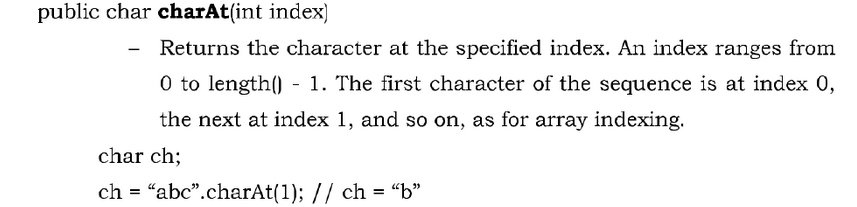 public char charAt(int index)
– Returns the character at the specified index. An index ranges from
0 to length() - 1. The first character of the sequence is at index 0,
the next at index 1, and so on, as for array indexing.
char ch;
ch = “abc”.charAt(1); // ch = “b”